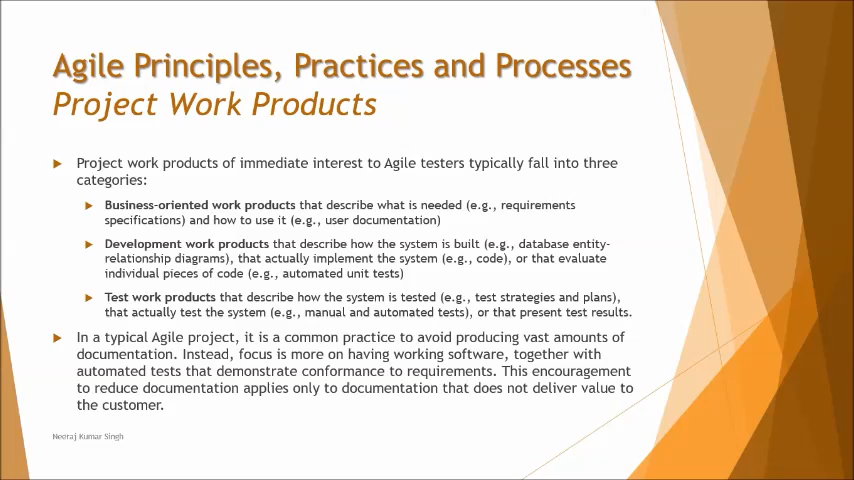 Agile Principles, Practices and Processes
Project Work Products
Project work products of immediate interest to Agile testers typically fall into three
categories:
Business-oriented work products that describe what is needed (e.g., requirements
specifications) and how to use it (e.g., user documentation)
Development work products that describe how the system is built (e.g., database entity-
relationship diagrams), that actually implement the system (e.g., code), or that evaluate
individual pieces of code (e.g., automated unit tests)
Test work products that describe how the system is tested (e.g., test strategies and plans),
that actually test the system (e.g., manual and automated tests), or that present test results.
In a typical Agile project, it is a common practice to avoid producing vast amounts of
documentation. Instead, focus is more on having working software, together with
automated tests that demonstrate conformance to requirements. This encouragement
to reduce documentation applies only to documentation that does not deliver value to
the customer.
Neeraj Kumar Singh